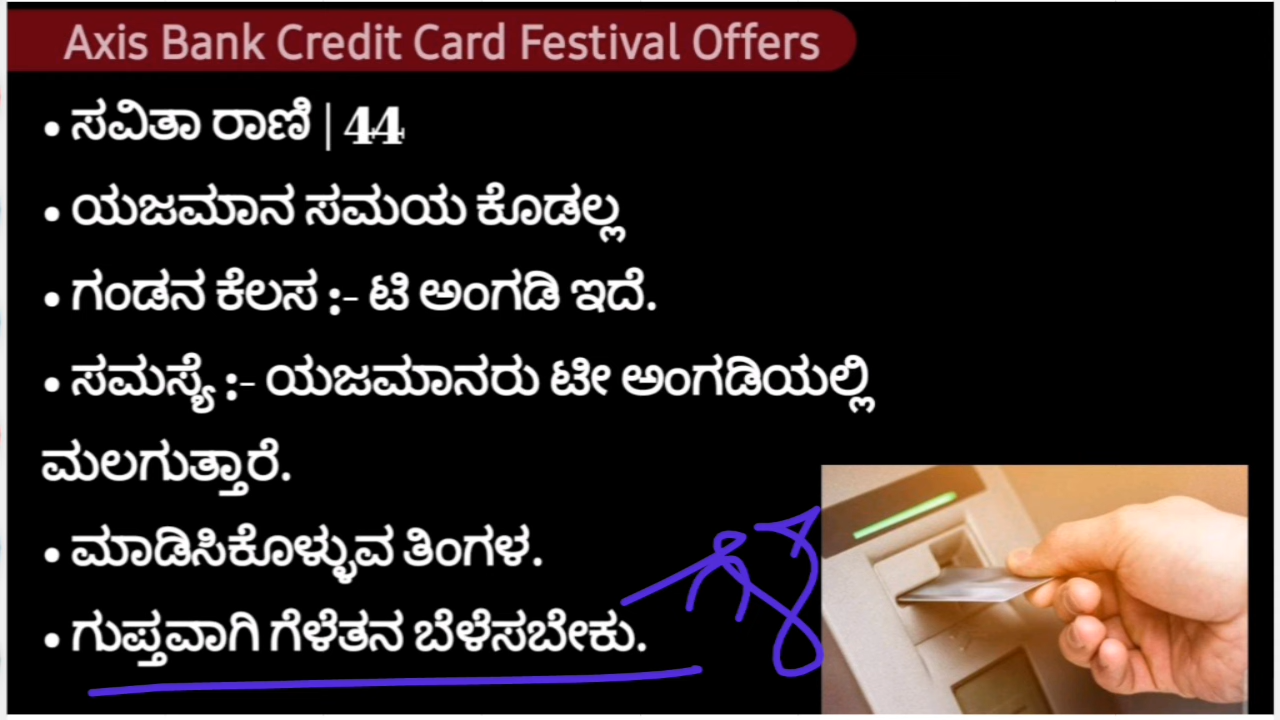 Axis Bank Credit Card Festival Offers
• ಸವಿತಾ ರಾಣಿ | 44
• ಯಜಮಾನ ಸಮಯ ಕೊಡಲ್ಲ
• ಗಂಡನ ಕೆಲಸ :- ಟಿ ಅಂಗಡಿ ಇದೆ.
• ಸಮಸ್ಯೆ :- ಯಜಮಾನರು ಟೀ ಅಂಗಡಿಯಲ್ಲಿ
ಮಲಗುತ್ತಾರೆ.
• ಮಾಡಿಸಿಕೊಳ್ಳುವ ತಿಂಗಳ.
• ಗುಪ್ತವಾಗಿ ಗೆಳೆತನ ಬೆಳೆಸಬೇಕು.